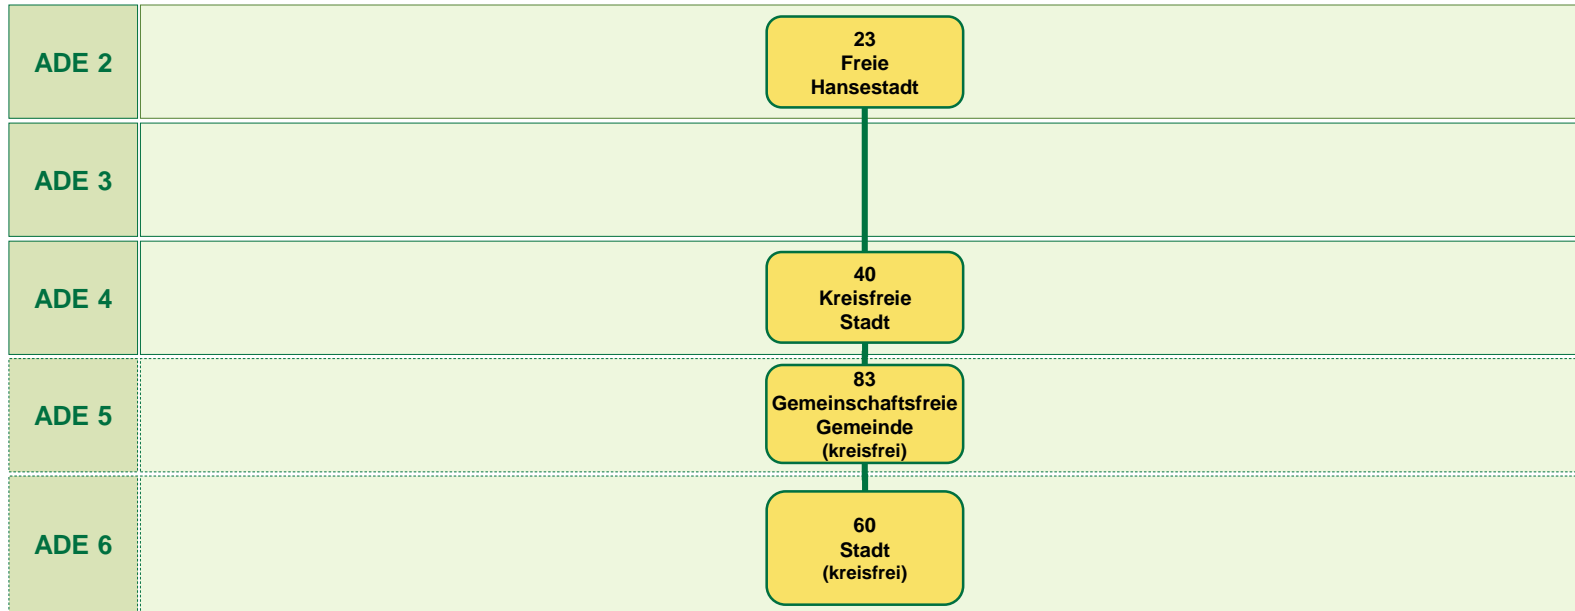 ADE 2
23
Freie
Hansestadt
ADE 3
ADE 4
40
Kreisfreie
Stadt
ADE 5
83
Gemeinschaftsfreie
Gemeinde
(kreisfrei)
ADE 6
60
Stadt
(kreisfrei)